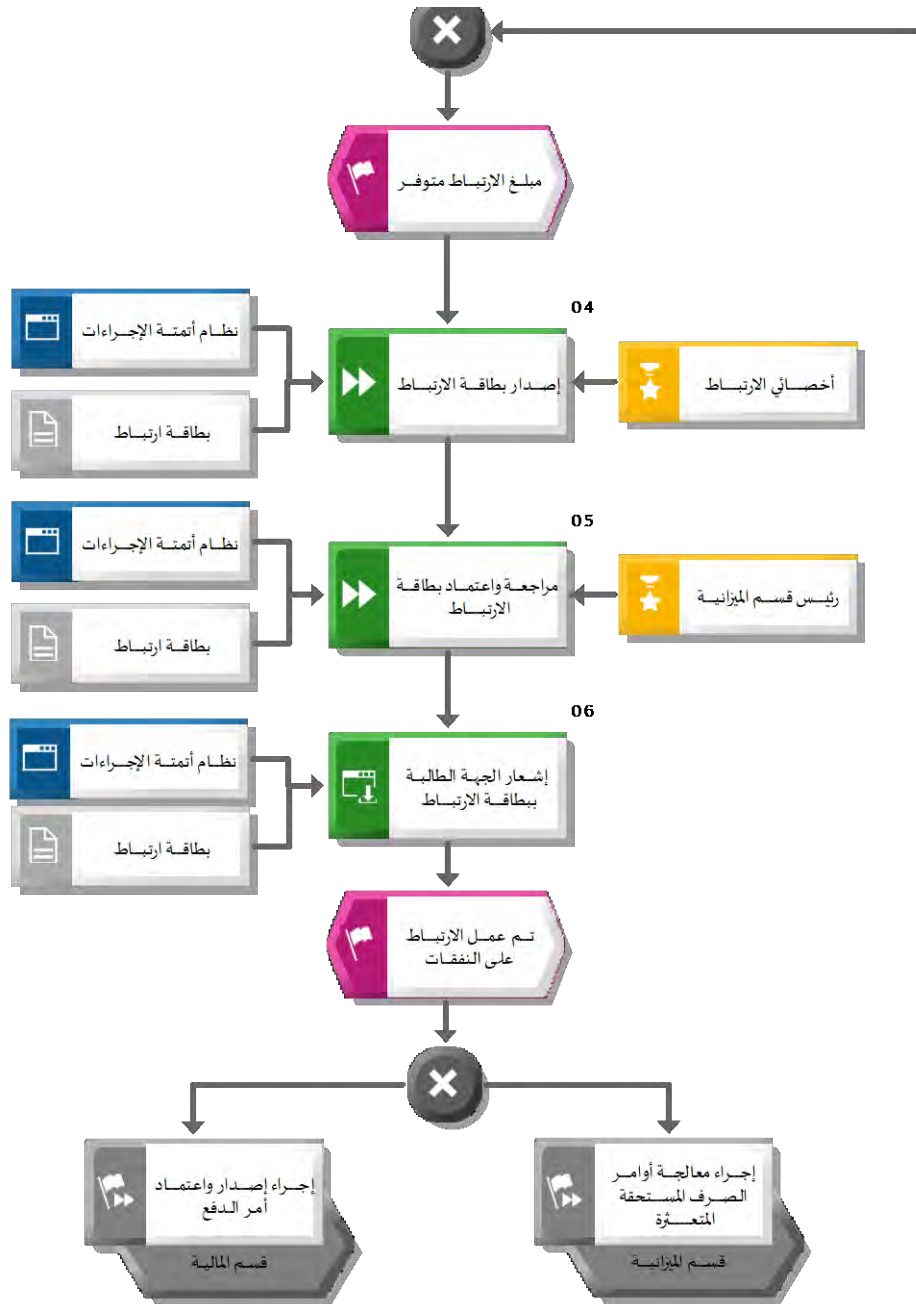 مبلغ الارتباط متوفر
04
نظام أتمتة الإجراءات
إصدار بطاقة الارتباط
أخصائي الارتباط
بطاقة ارتباط
05
نظام أتمتة الإجراءات
مراجعة واعتماد بطاقة
الارتباط
رئيس قسم الميزانية
بطاقة ارتباط
06
نظام أتمتة الإجراءات
إشعار الجهة الطالبة
ببطاقة الارتباط
بطاقة ارتباط
تم عمل الارتباط
على النفقات
إجراء معالجة أوامر
الصرف المستحقة
المتعثرة
قسم الميزانية
إجراء إصدار واعتماد
أمر الدفع
قسم المالية